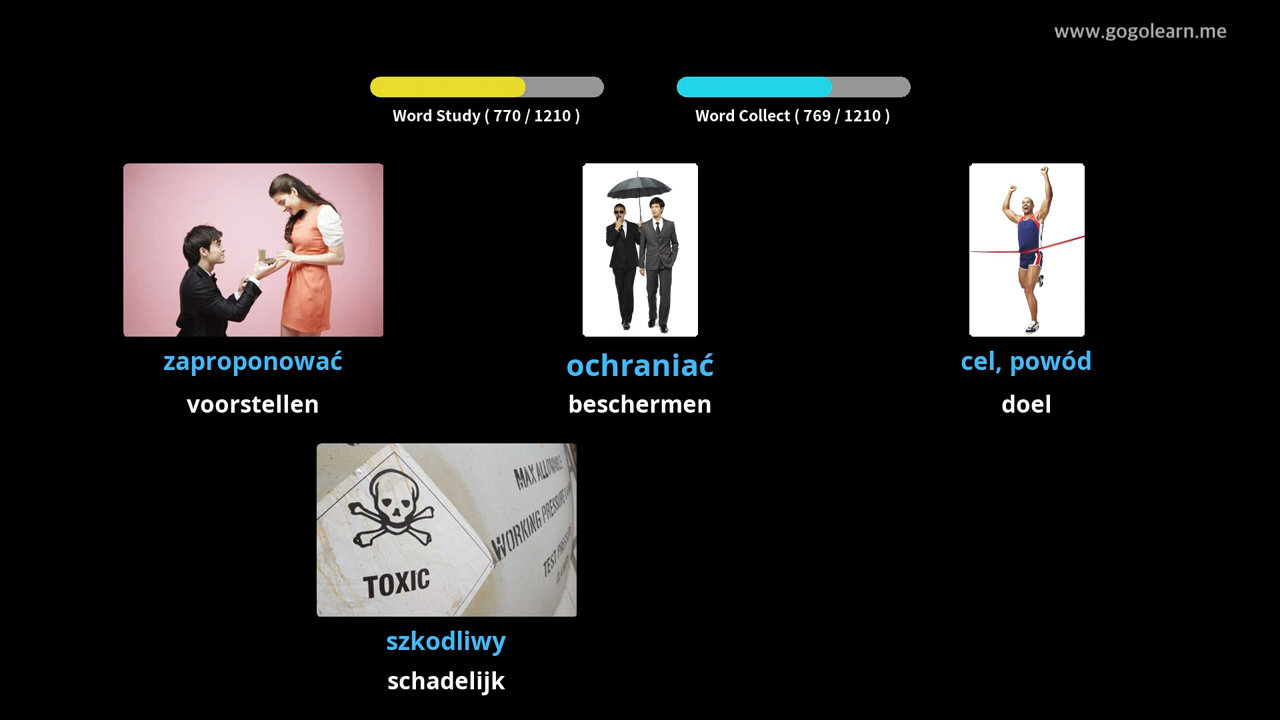 www.gogolearn.me
Word Study ( 770 / 1210 )
Word Collect ( 769 / 1210 )
zaproponować
voorstellen
ochraniać
beschermen
cel, powód
doel
TOXIC
MAX ALLOWABLE
WORKING PRESSURE
TEST
szkodliwy
schadelijk